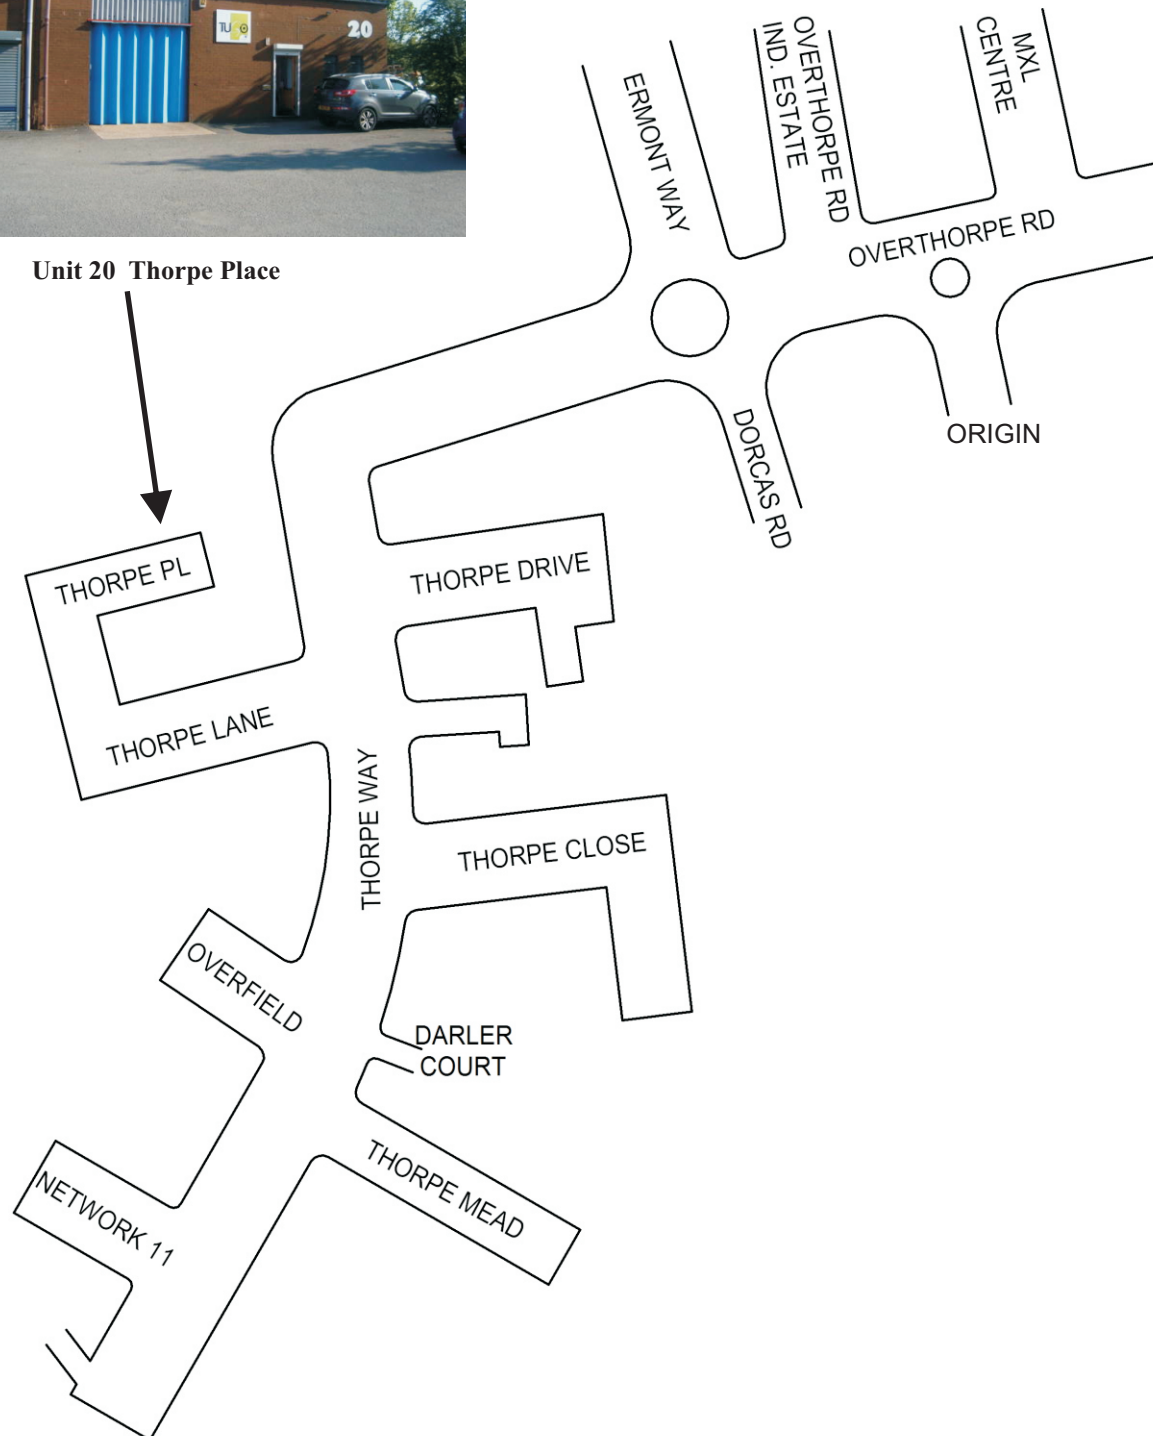 20
Unit 20 Thorpe Place
ERMONT WAY
OVERTHORPE RD
IND. ESTATE
MXL
CENTRE
OVERTHORPE RD
ORIGIN
DORCAS RD
THORPE PL
THORPE DRIVE
THORPE LANE
THORPE WAY
THORPE CLOSE
OVERFIELD
DARLER
COURT
THORPE MEAD
NETWORK 11